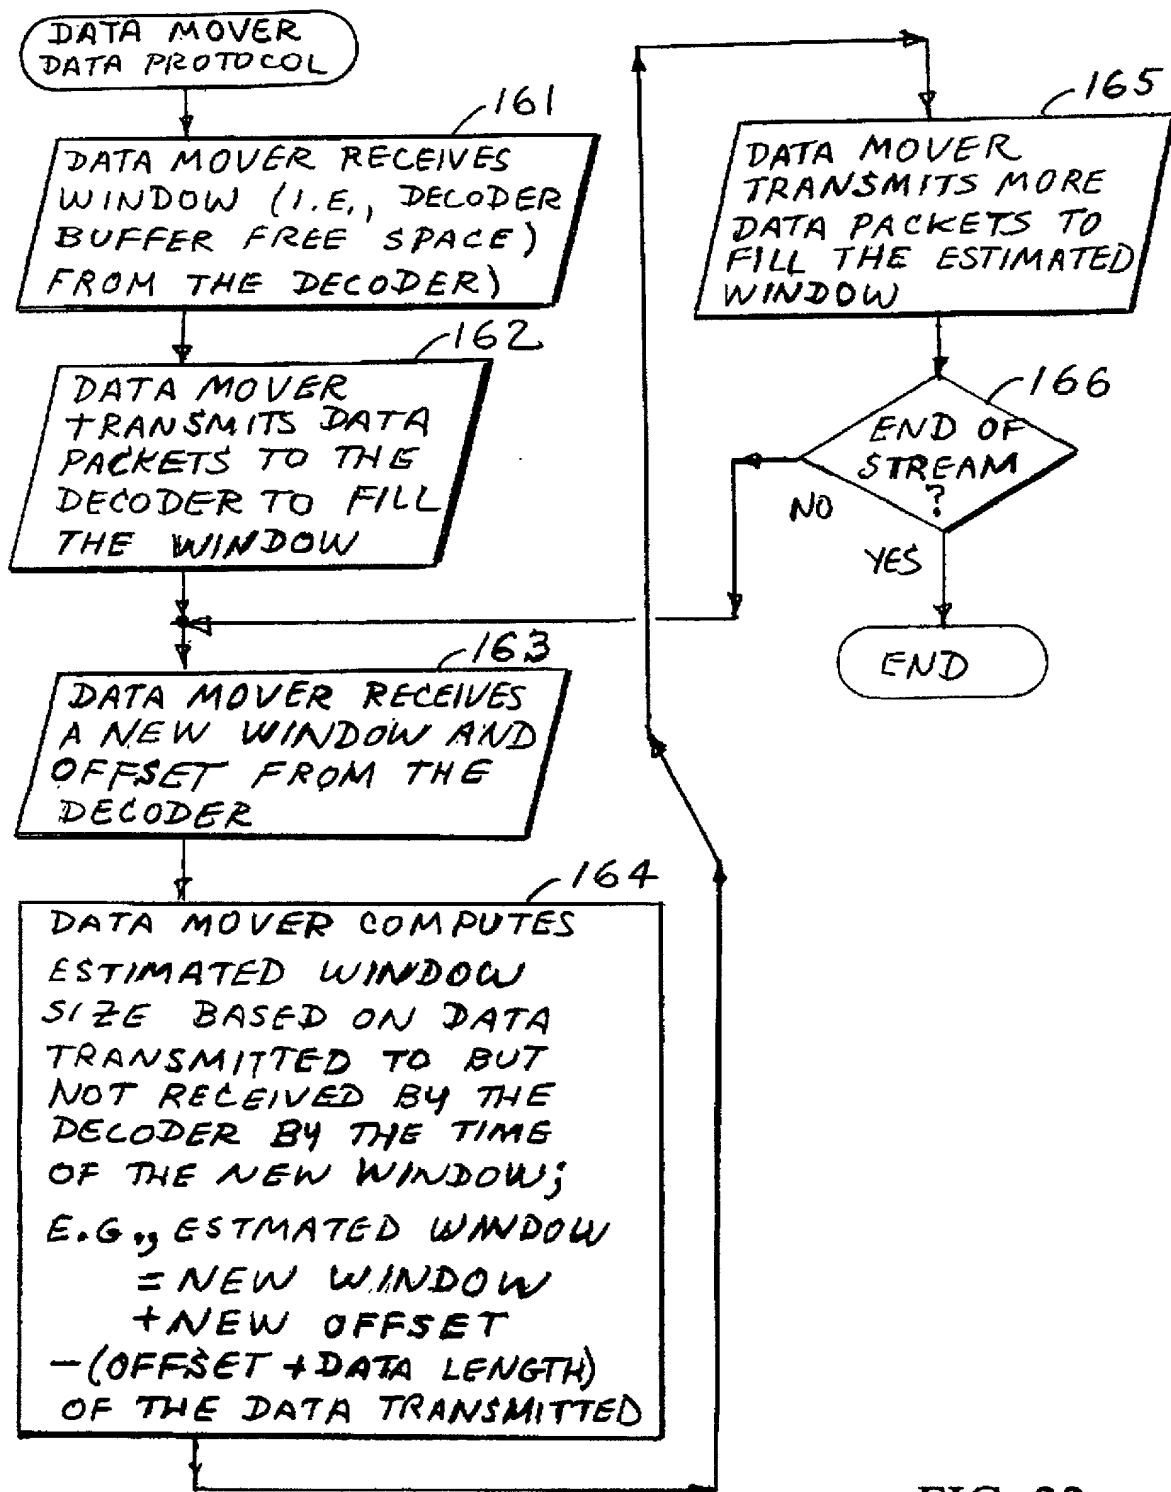 DATA MOVER
DATA PROTOCOL
161
DATA MOVER RECEIVES
WINDOW (I.E., DECODER
BUFFER FREE SPACE)
FROM THE DECODER)
162
DATA MOVER
TRANSMITS DATA
PACKETS TO THE
DECODER TO FILL
THE WINDOW
163
DATA MOVER RECEIVES
A NEW WINDOW AND
OFFSET FROM THE
DECODER
164
DATA MOVER COMPUTES
ESTIMATED WINDOW
SIZE BASED ON DATA
TRANSMITTED TO BUT
NOT RECEIVED BY THE
DECODER BY THE TIME
OF THE NEW WINDOW;
E.G., ESTMATED WINDOW
= NEW WINDOW
+ NEW OFFSET
- (OFFSET + DATA LENGTH)
OF THE DATA TRANSMITTED
165
DATA MOVER
TRANSMITS MORE
DATA PACKETS TO
FILL THE ESTIMATED
WINDOW
166
END OF
STREAM
?
NO
YES
END